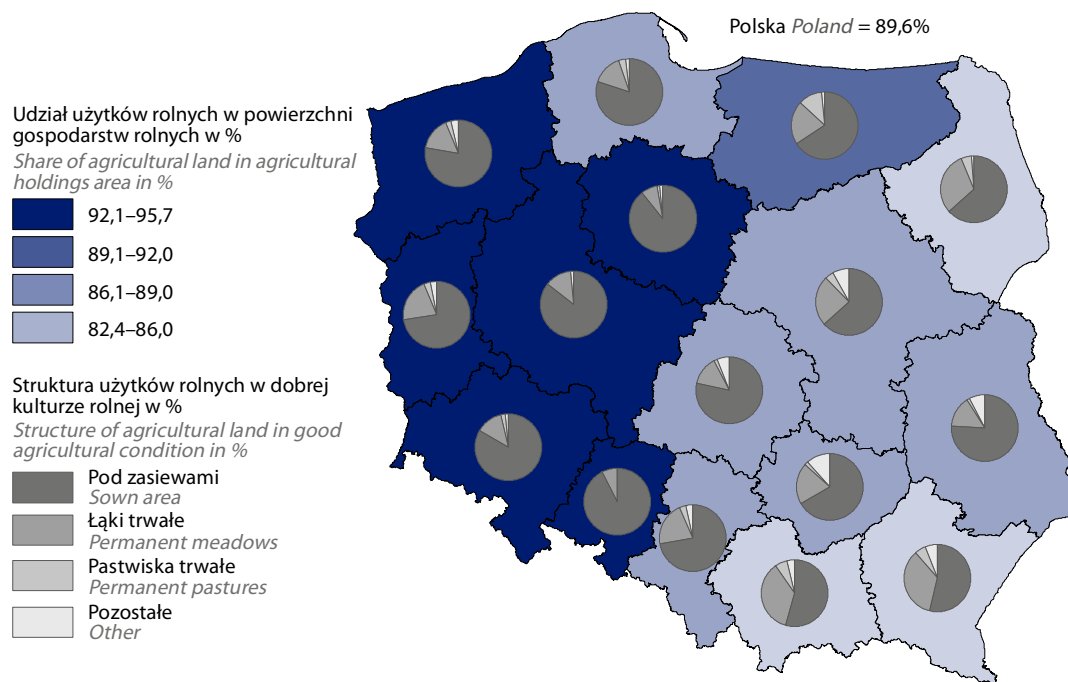 Polska Poland = 89,6%
Udział użytków rolnych w powierzchni
gospodarstw rolnych w %
Share of agricultural land in agricultural
holdings area in %
92,1–95,7
89,1–92,0
86,1–89,0
82,4–86,0
Struktura użytków rolnych w dobrej
kulturze rolnej w %
Structure of agricultural land in good
agricultural condition in %
Pod zasiewami
Sown area
Łąki trwałe
Permanent meadows
Pastwiska trwałe
Permanent pastures
Pozostałe
Other